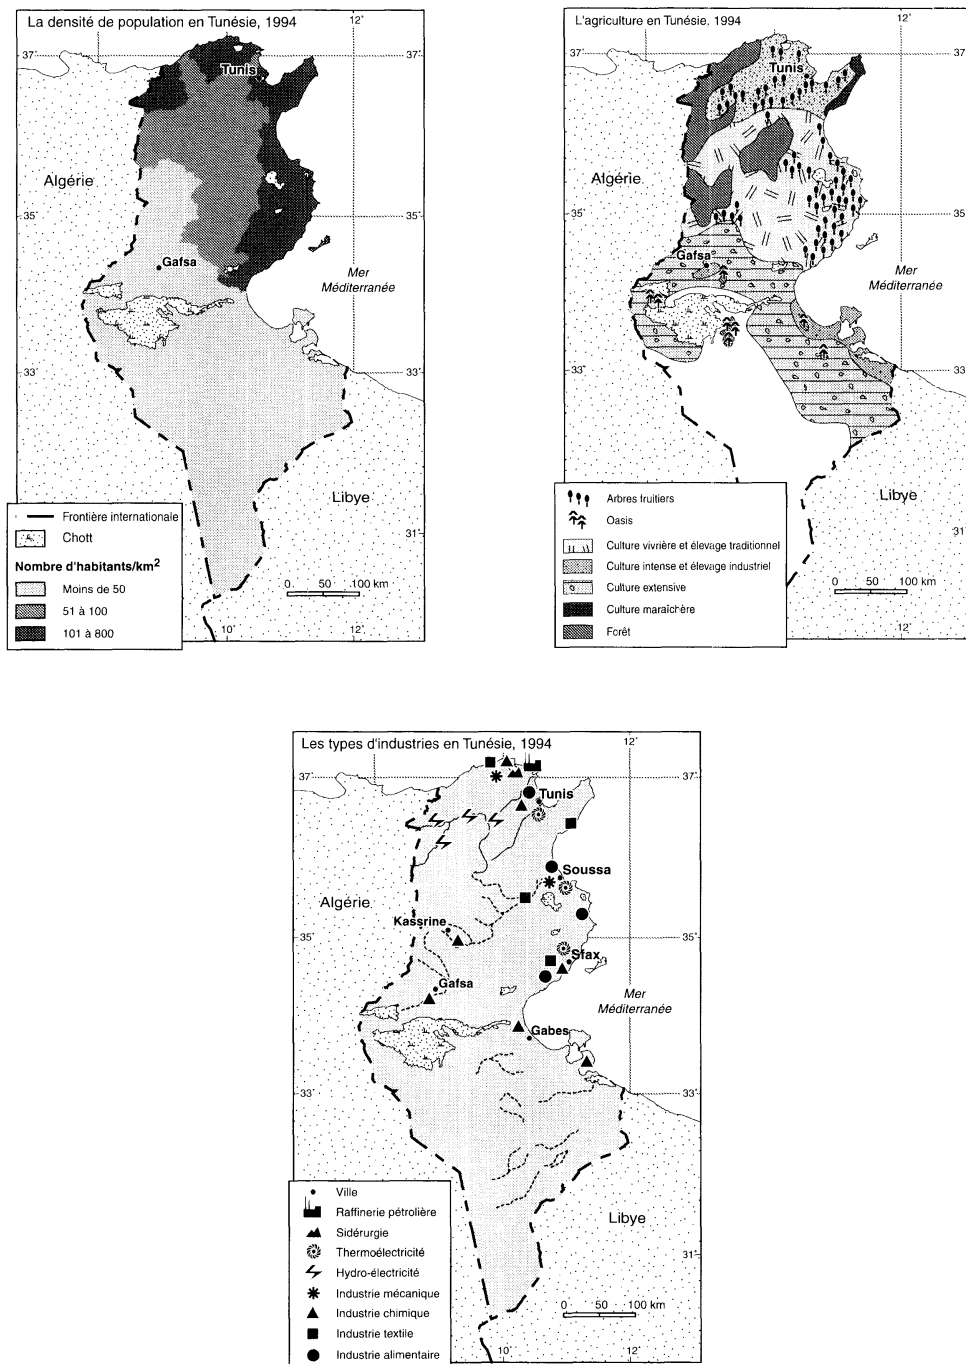 La densité de population en Tunésie, 1994
12˚
37˚
Tunis
Algérie
35˚
Gafsa
Mer
Méditerranée
33˚
33˚
Libye
31˚
Frontière internationale
Chott
Nombre d'habitants/km²
Moins de 50
51 à 100
101 à 800
0 50 100 km
10˚
12˚
L'agriculture en Tunésie, 1994
12˚
37˚
37˚
Tunis
Algérie
35˚
35˚
Gafsa
Mer
Méditerranée
33˚
33˚
Libye
31˚
Arbres fruitiers
Oasis
Culture vivrière et élevage traditionnel
Culture intense et élevage industriel
Culture extensive
Culture maraîchère
Forêt
0 50 100 km
12˚
Les types d'industries en Tunésie, 1994
12˚
37˚
37˚
Tunis
Soussa
Algérie
Kassrine
35˚
35˚
Sfax
Gafsa
Mer
Méditerranée
Gabes
33˚
33˚
Libye
31˚
Ville
Raffinerie pétrolière
Sidérurgie
Thermoélectricité
Hydro-électricité
Industrie mécanique
Industrie chimique
Industrie textile
Industrie alimentaire
0 50 100 km
10˚
12˚